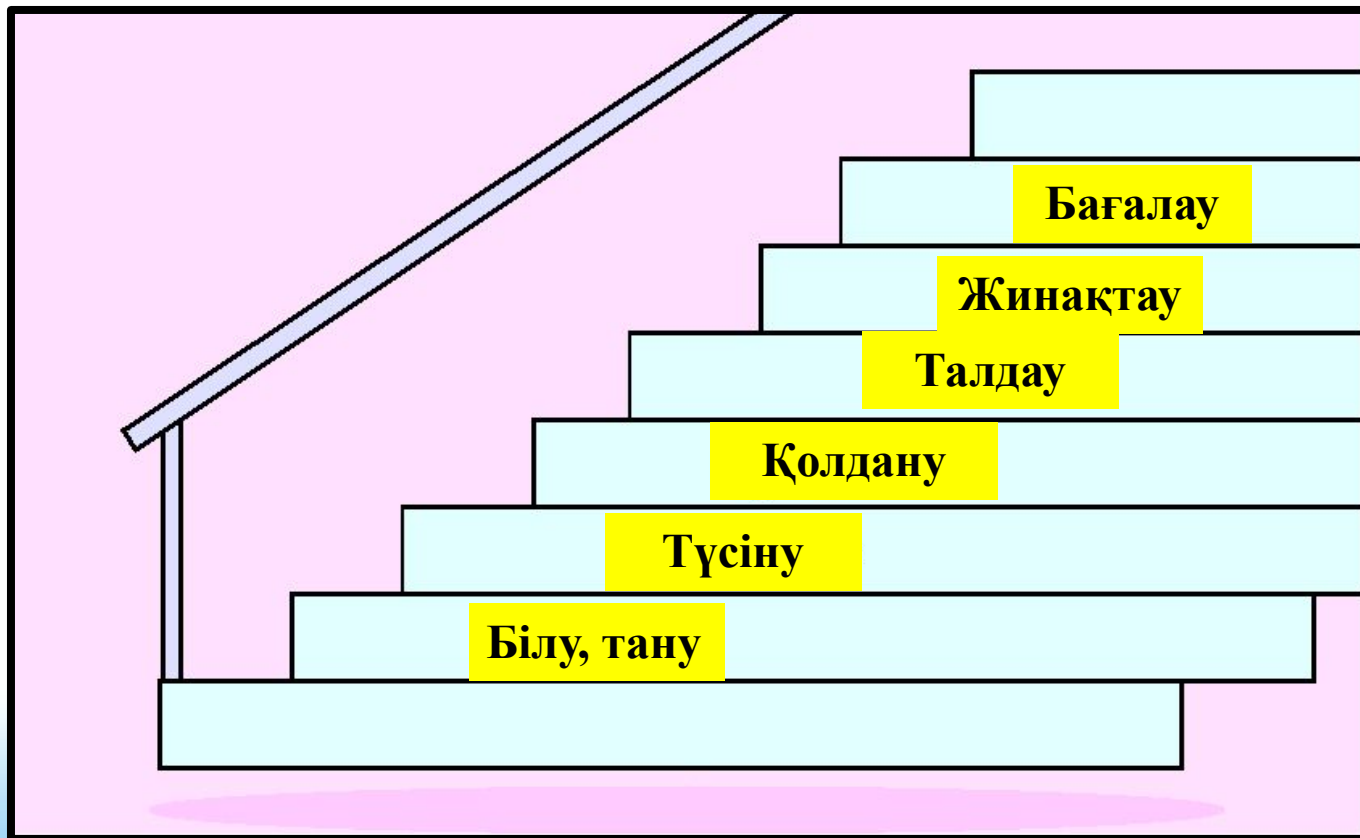 Бағалау
Жинақтау
Талдау
Қолдану
Түсіну
Білу, тану